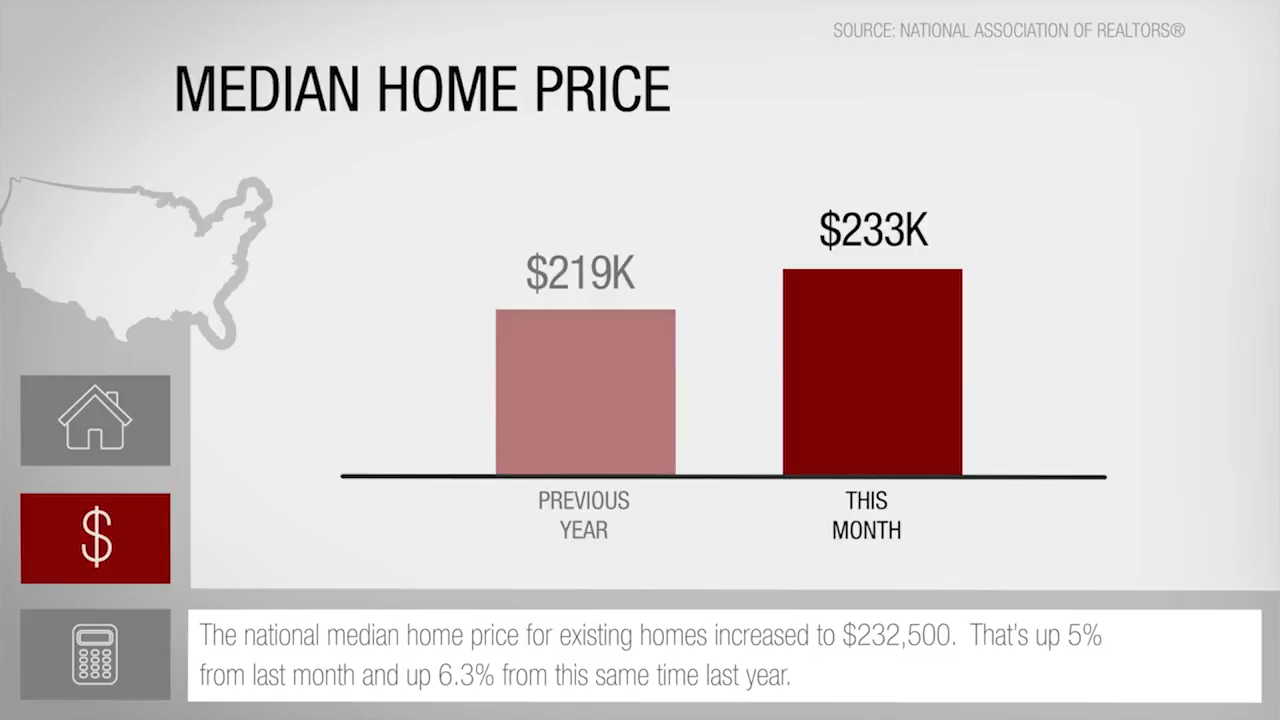 SOURCE: NATIONAL ASSOCIATION OF REALTORS®
MEDIAN HOME PRICE
$219K
$233K
PREVIOUS
YEAR
THIS
MONTH
$
The national median home price for existing homes increased to $232,500.  That’s up 5%
from last month and up 6.3% from this same time last year.